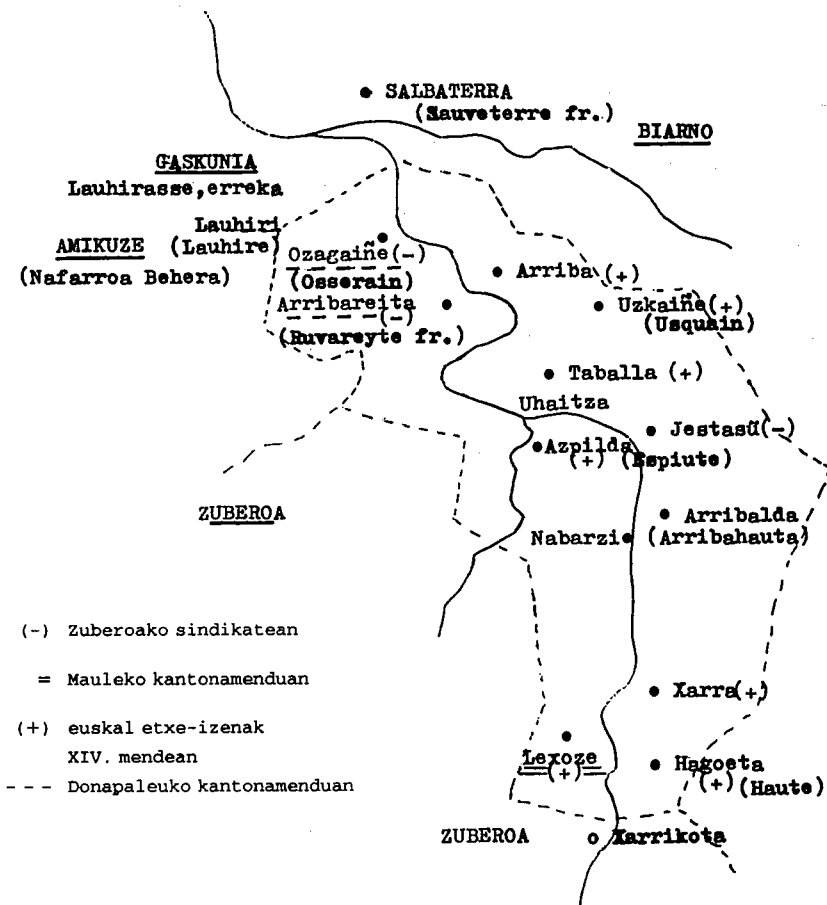 SALBATERRA
(Sauveterre fr.)
BIARNO
GASKUNIA
Lauhirasse, erreka
Lauhiri
AMIKUZE (Lauhire)
Ozagaiñe (-)
(Nafarroa Behera)
(Osserain)
Arriba (+)
Arribareita
(-)
Uzkaiñe (+)
(Usquain)
(Ruvareyte fr.)
Taballa (+)
Uhaitza
Jestasü (-)
Azpilda
(+) (Espiute)
ZUBEROA
Arribalda
Nabarzi
(Arribahauta)
(-) Zuberoako sindikatean
= Mauleko kantonamenduan
Xarra (+)
(+) euskal etxe-izenak
XIV. mendean
Lexoze
(+)
Hagoeta
(+) (Haute)
--- Donapaleuko kantonamenduan
ZUBEROA
o Xarrikota